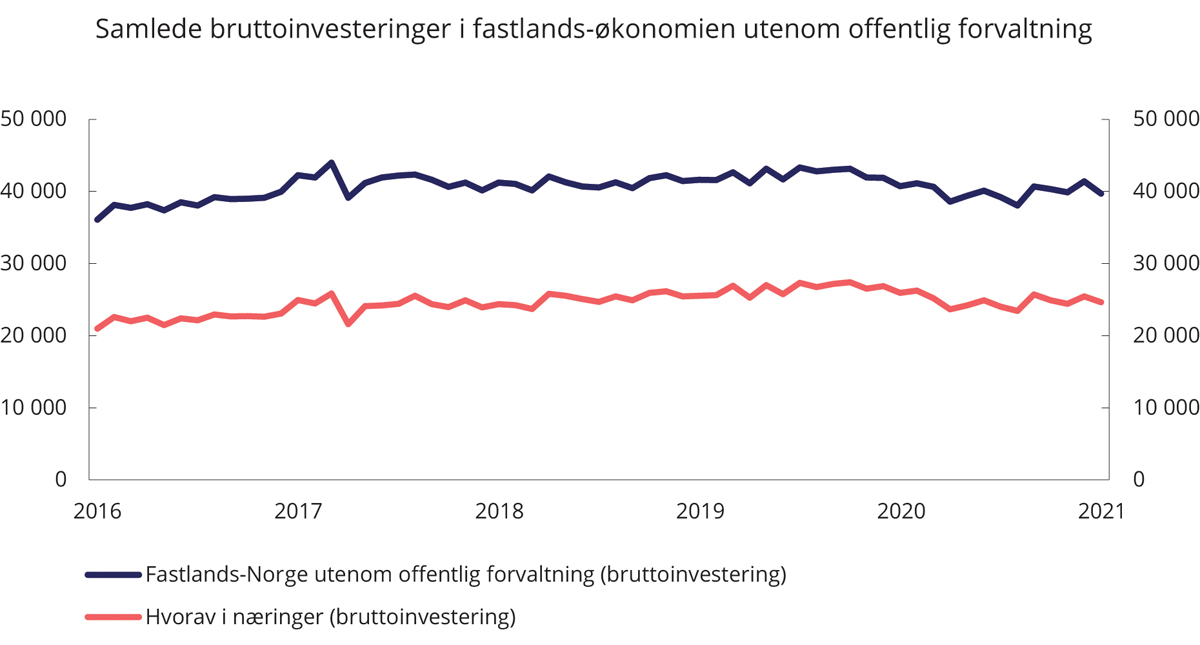 Samlede bruttoinvesteringer i fastlands-økonomien utenom offentlig forvaltning
50 000 50 000
40 000 40 000
30 000 30 000
20 000 20 000
10 000 10 000
0 0
2016 2017 2018 2019 2020 2021
Fastlands-Norge utenom offentlig forvaltning (bruttoinvestering)
Hvorav i næringer (bruttoinvestering)